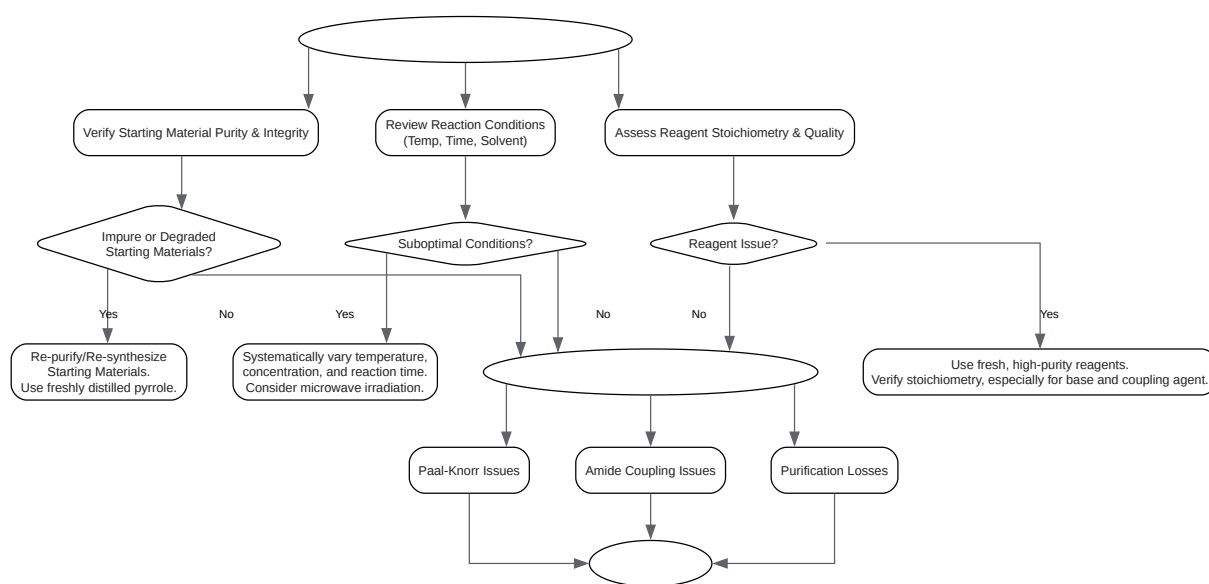 Verify Starting Material Purity & Integrity
Review Reaction Conditions
(Temp, Time, Solvent)
Assess Reagent Stoichiometry & Quality
Impure or Degraded
Starting Materials?
Suboptimal Conditions?
Reagent Issue?
Yes
No
Yes
No
No
Yes
Re-purify/Re-synthesize
Starting Materials.
Use freshly distilled pyrrole.
Systematically vary temperature,
concentration, and reaction time.
Consider microwave irradiation.
Use fresh, high-purity reagents.
Verify stoichiometry, especially for base and coupling agent.
Paal-Knorr Issues
Amide Coupling Issues
Purification Losses